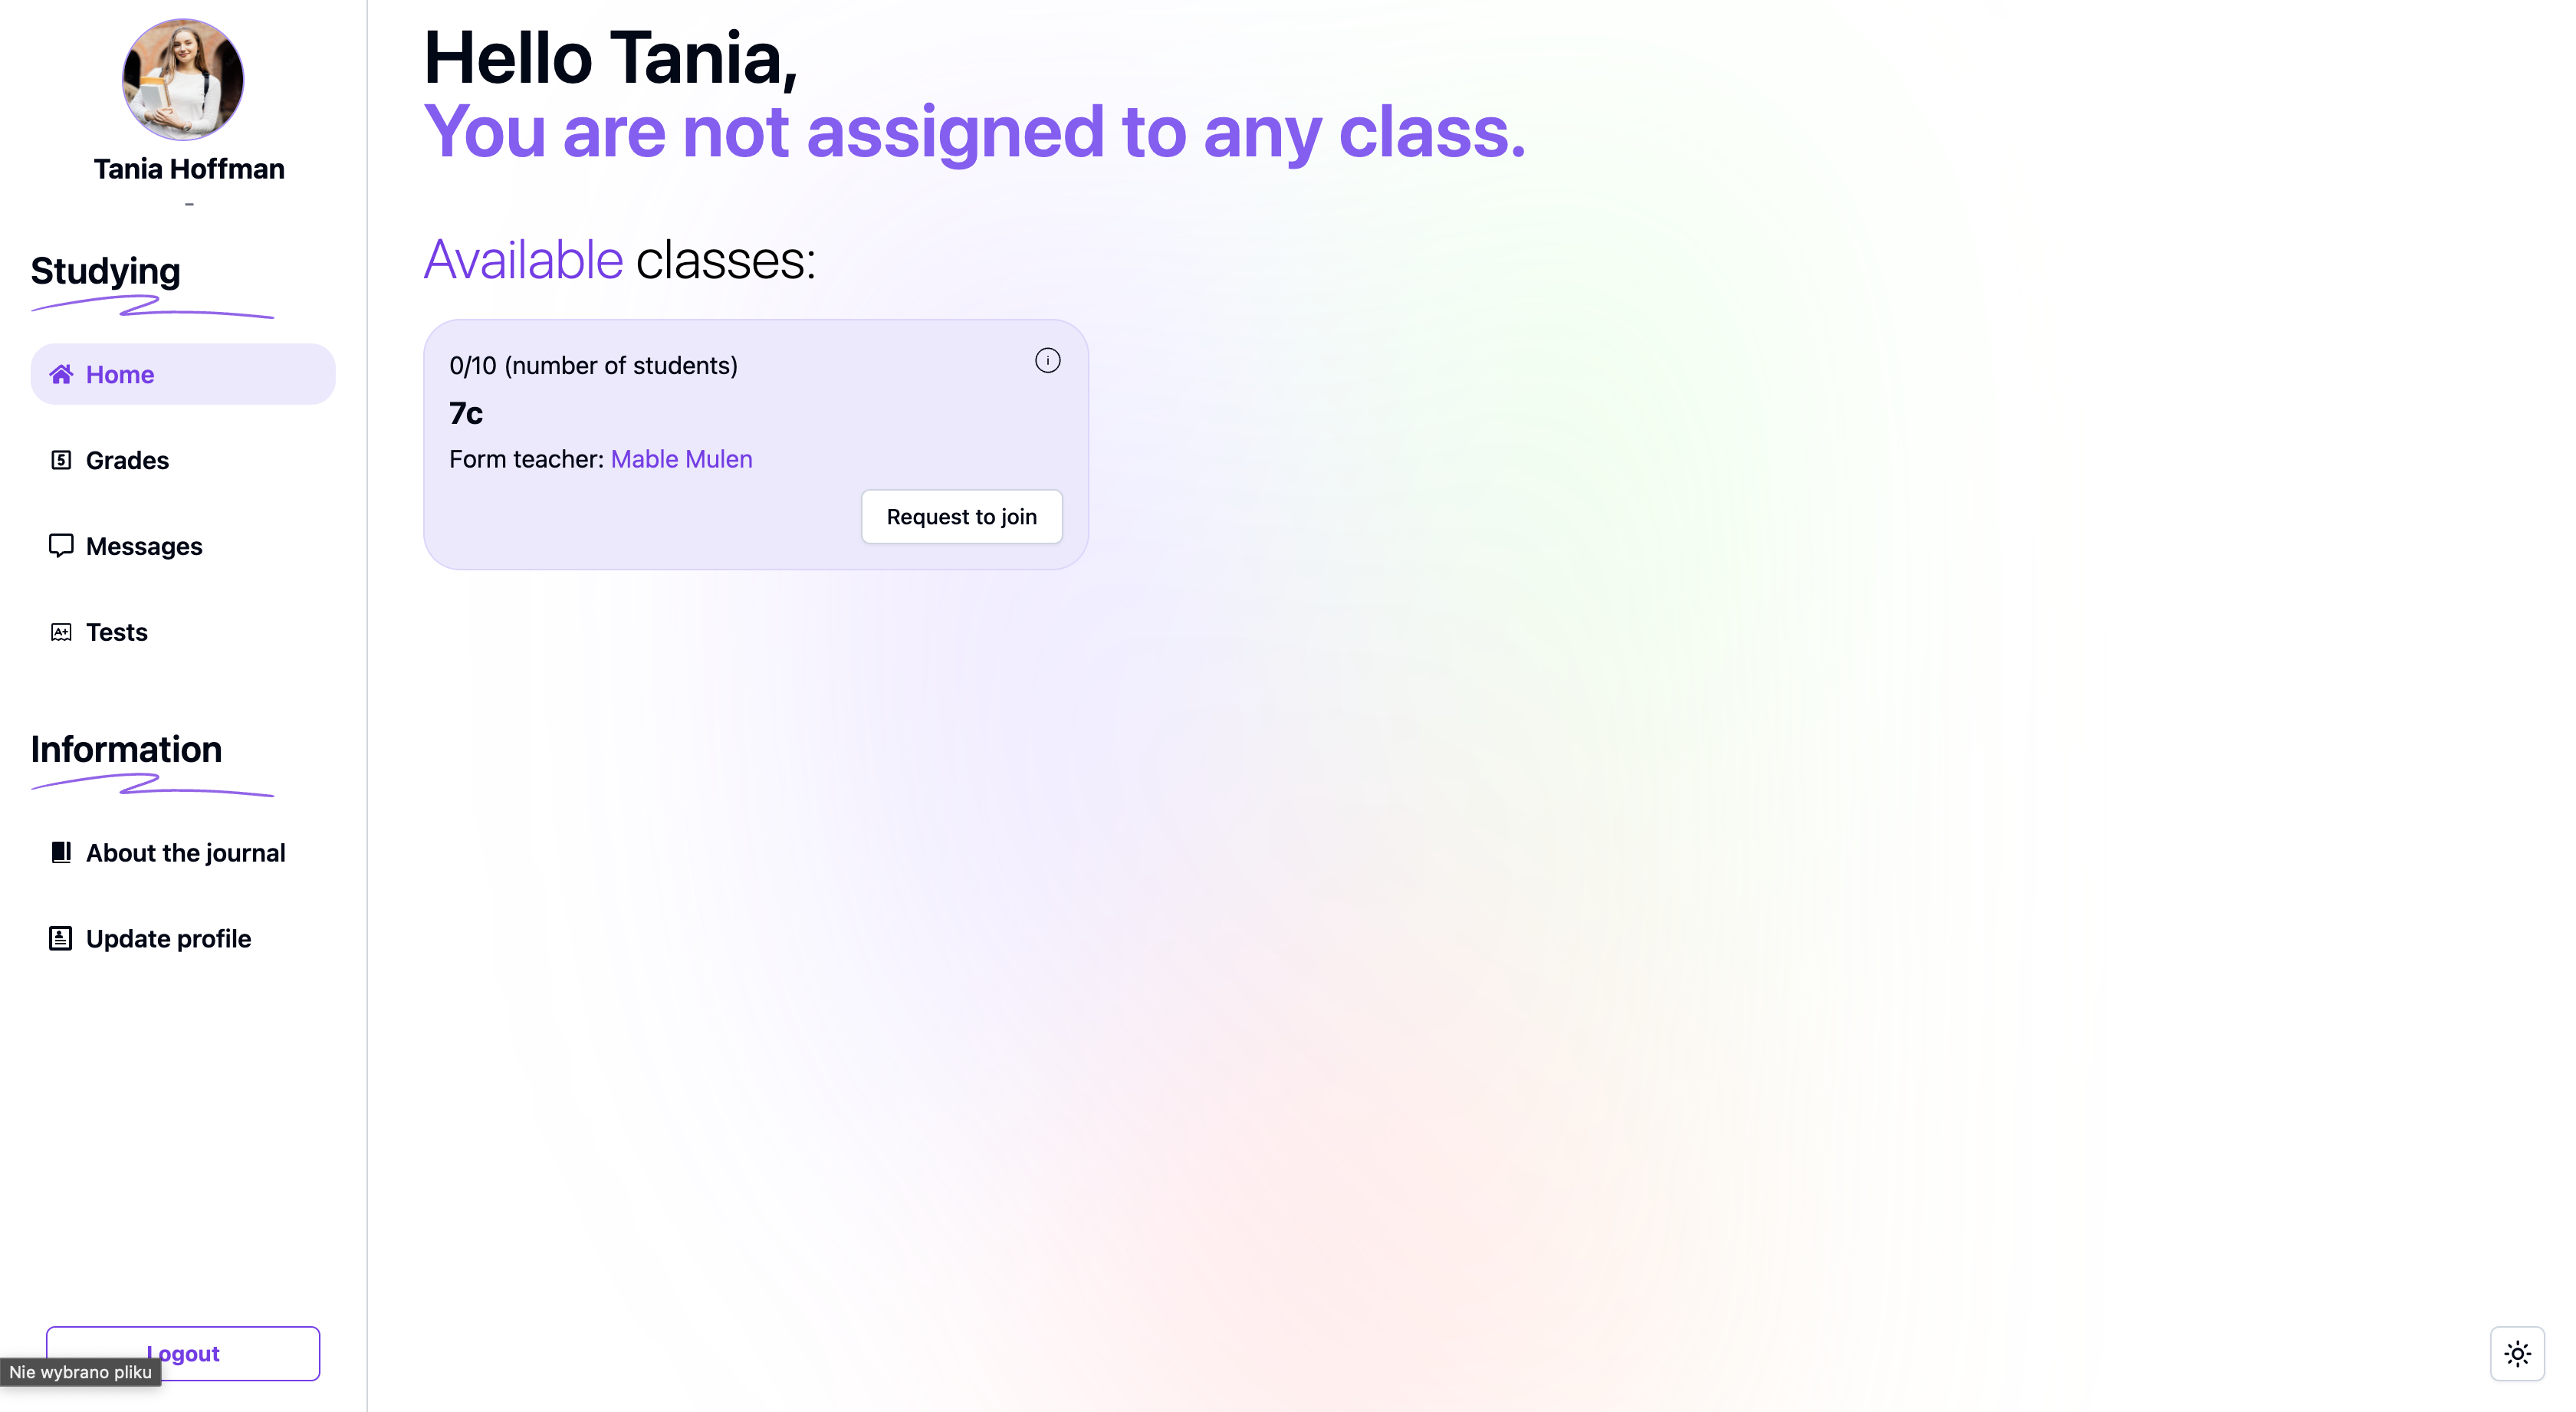 Tania Hoffman
-
Studying
Home
Grades
Messages
Tests
Information
About the journal
Update profile
Logout
Nie wybrano pliku
Hello Tania,
You are not assigned to any class.
Available classes:
0/10 (number of students)
7c
Form teacher: Mable Mulen
Request to join